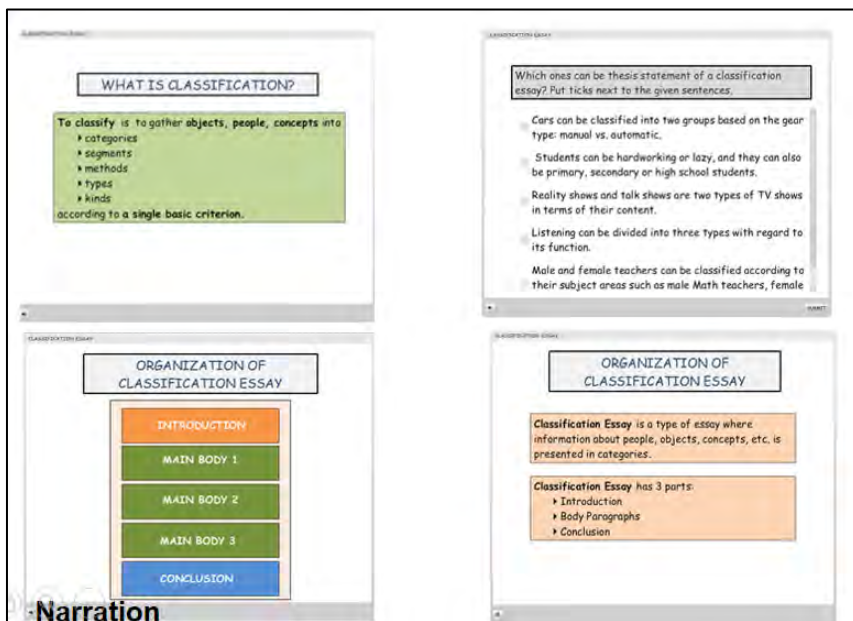 CLASSIFICATION ESSAY
WHAT IS CLASSIFICATION?
To classify is to gather objects, people, concepts into
categories
segments
methods
types
kinds
according to a single basic criterion.
CLASSIFICATION ESSAY
Which ones can be thesis statement of a classification
essay? Put ticks next to the given sentences.
Cars can be classified into two groups based on the gear
type: manual vs. automatic.
Students can be hardworking or lazy, and they can also
be primary, secondary or high school students.
Reality shows and talk shows are two types of TV shows
in terms of their content.
Listening can be divided into three types with regard to
its function.
Male and female teachers can be classified according to
their subject areas such as male Math teachers, female
SUBMIT
CLASSIFICATION ESSAY
ORGANIZATION OF
CLASSIFICATION ESSAY
INTRODUCTION
MAIN BODY 1
MAIN BODY 2
MAIN BODY 3
CONCLUSION
CLASSIFICATION ESSAY
ORGANIZATION OF
CLASSIFICATION ESSAY
Classification Essay is a type of essay where
information about people, objects, concepts, etc. is
presented in categories.
Classification Essay has 3 parts:
Introduction
Body Paragraphs
Conclusion
Narration